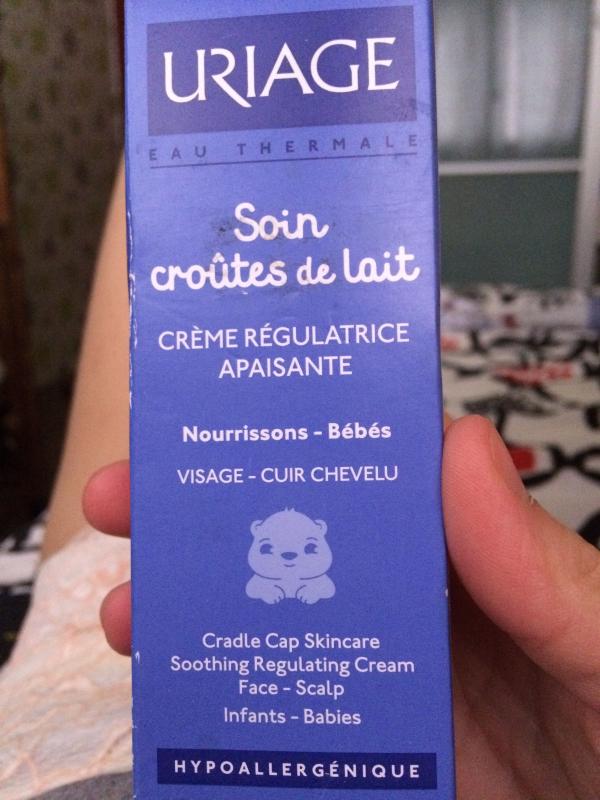 URIAGE
EAU THERMALE
Soin
croûtes de lait
CRÈME RÉGULATRICE
APAISANTE
Nourrissons - Bébés
VISAGE - CUIR CHEVELU
Cradle Cap Skincare
Soothing Regulating Cream
Face - Scalp
Infants - Babies
HYPOALLERGÉNIQUE